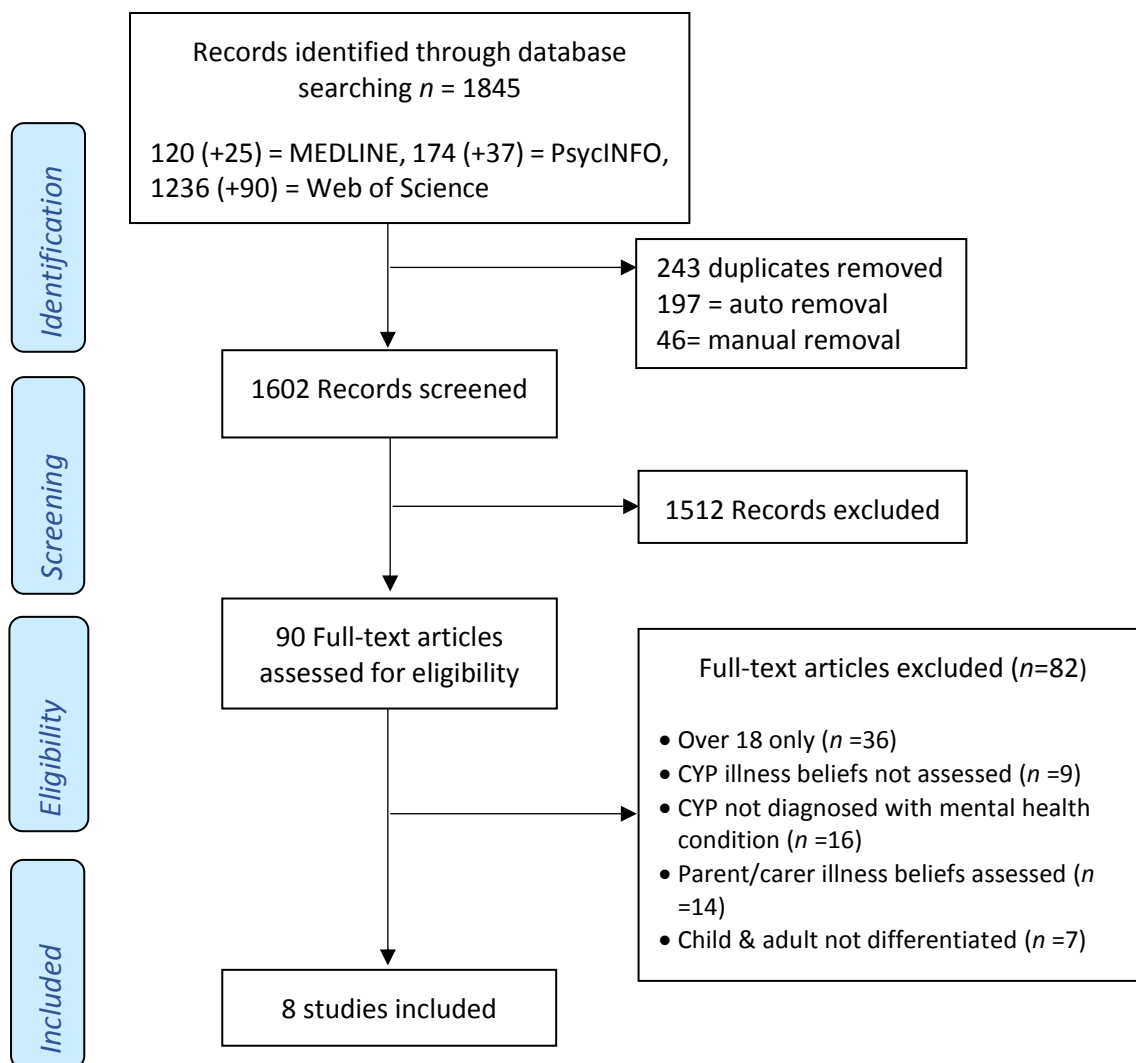 Records identified through database
searching n = 1845
120 (+25) = MEDLINE, 174 (+37) = PsycINFO,
1236 (+90) = Web of Science
Identification
243 duplicates removed
197 = auto removal
46= manual removal
1602 Records screened
Screening
1512 Records excluded
90 Full-text articles
assessed for eligibility
Eligibility
Full-text articles excluded (n=82)
• Over 18 only (n =36)
• CYP illness beliefs not assessed (n =9)
• CYP not diagnosed with mental health
condition (n =16)
• Parent/carer illness beliefs assessed (n
=14)
• Child & adult not differentiated (n =7)
Included
8 studies included